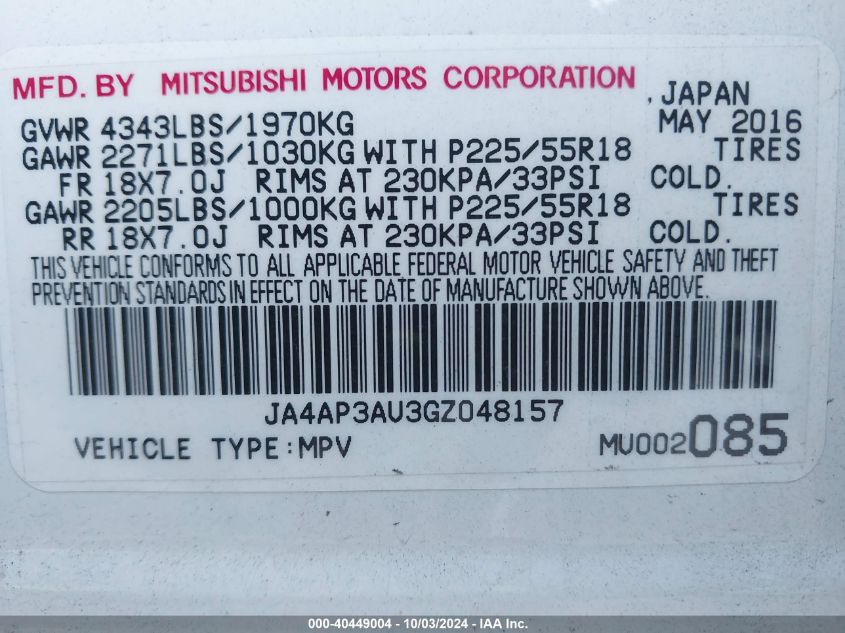 MFD. BY MITSUBISHI MOTORS CORPORATION , JAPAN
GVWR 4343LBS/1970KG MAY 2016
GAWR 2271LBS/1030KG WITH P225/55R18 TIRES
FR 18X7.0J RIMS AT 230KPA/33PSI COLD.
GAWR 2205LBS/1000KG WITH P225/55R18 TIRES
RR 18X7.0J RIMS AT 230KPA/33PSI COLD.
THIS VEHICLE CONFORMS TO ALL APPLICABLE FEDERAL MOTOR VEHICLE SAFETY AND THEFT
PREVENTION STANDARDS IN EFFECT ON THE DATE OF MANUFACTURE SHOWN ABOVE.
JA4AP3AU3GZ048157
VEHICLE TYPE:MPV MU002085
000-40449004 - 10/03/2024 - IAA Inc.